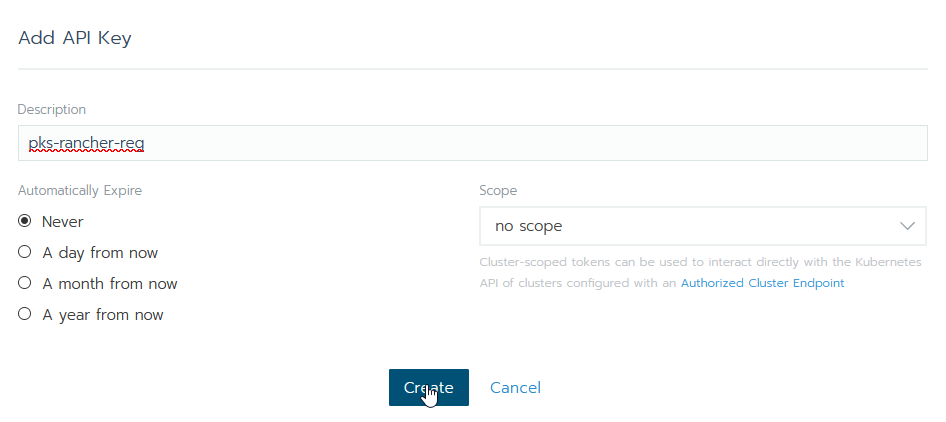 Add API Key
Description
pks-rancher-reg
Automatically Expire
Never
A day from now
A month from now
A year from now
Scope
no scope
Cluster-scoped tokens can be used to interact directly with the Kubernetes
API of clusters configured with an Authorized Cluster Endpoint
Create
Cancel